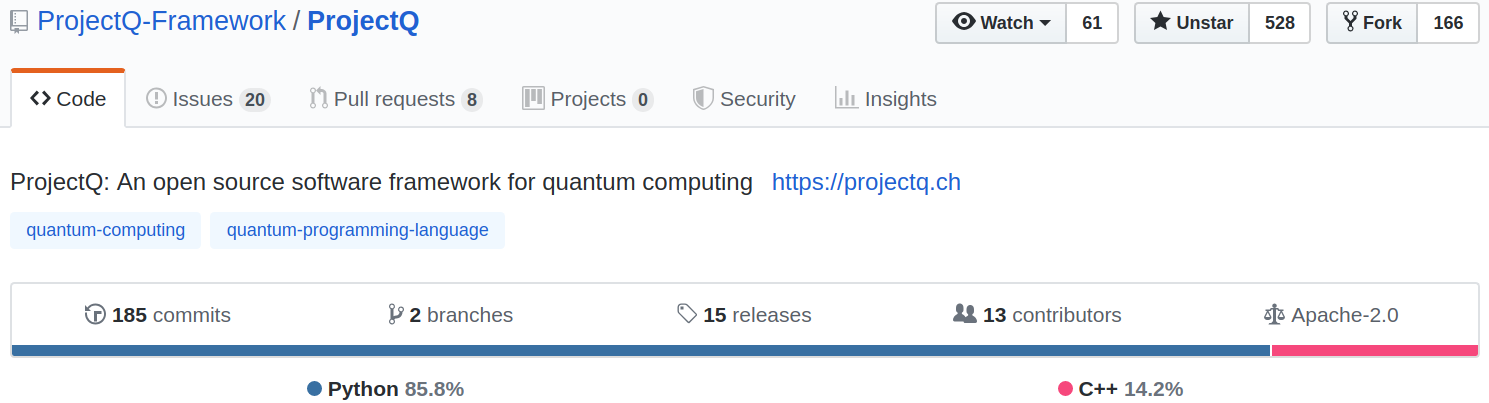 ProjectQ-Framework / ProjectQ
Watch 61 Unstar 528 Fork 166
Code Issues 20 Pull requests 8 Projects 0 Security Insights
ProjectQ: An open source software framework for quantum computing https://projectq.ch
quantum-computing quantum-programming-language
185 commits 2 branches 15 releases 13 contributors Apache-2.0
Python 85.8% C++ 14.2%